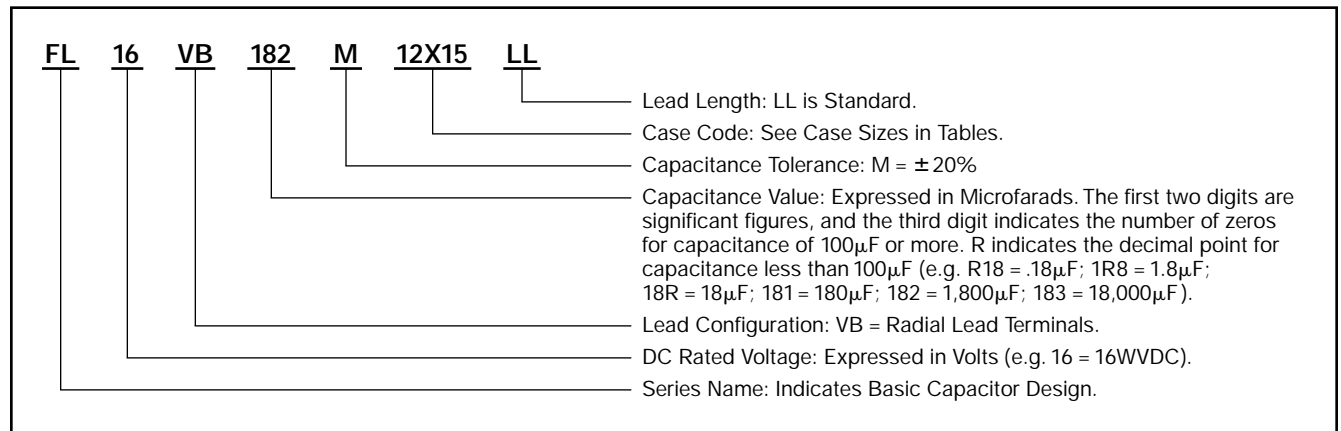 FL 16 VB 182 M 12X15 LL
Lead Length: LL is Standard.
Case Code: See Case Sizes in Tables.
Capacitance Tolerance: M = ±20%
Capacitance Value: Expressed in Microfarads. The first two digits are
significant figures, and the third digit indicates the number of zeros
for capacitance of 100µF or more. R indicates the decimal point for
capacitance less than 100µF (e.g. R18 = .18µF; 1R8 = 1.8µF;
18R = 18µF; 181 = 180µF; 182 = 1,800µF; 183 = 18,000µF).
Lead Configuration: VB = Radial Lead Terminals.
DC Rated Voltage: Expressed in Volts (e.g. 16 = 16WVDC).
Series Name: Indicates Basic Capacitor Design.